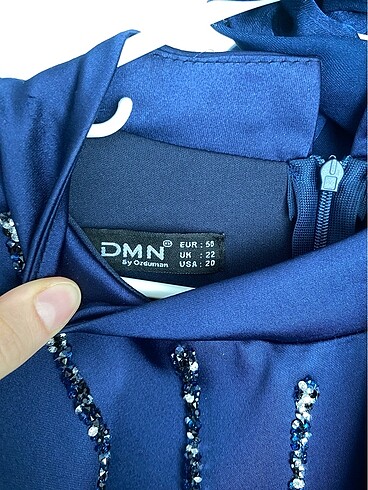 DMN®
By Orduman
EUR : 50
UK : 22
USA : 20